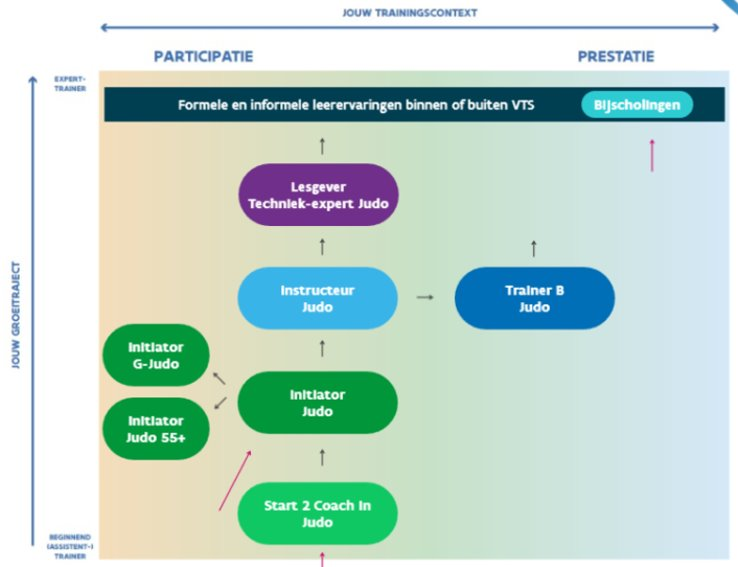 JOUW TRAININGSCONTEXT
PARTICIPATIE
PRESTATIE
EXPERT-
TRAINER
Formele en informele leerervaringen binnen of buiten VTS
Bijscholingen
Lesgever
Techniek-expert Judo
Instructeur
Judo
Trainer B
Judo
JOUW GROEITRAJECT
Initiator
G-Judo
Initiator
Judo
Initiator
Judo 55+
Start 2 Coach in
Judo
BEGINNEND
(ASSISTENT-)
TRAINER